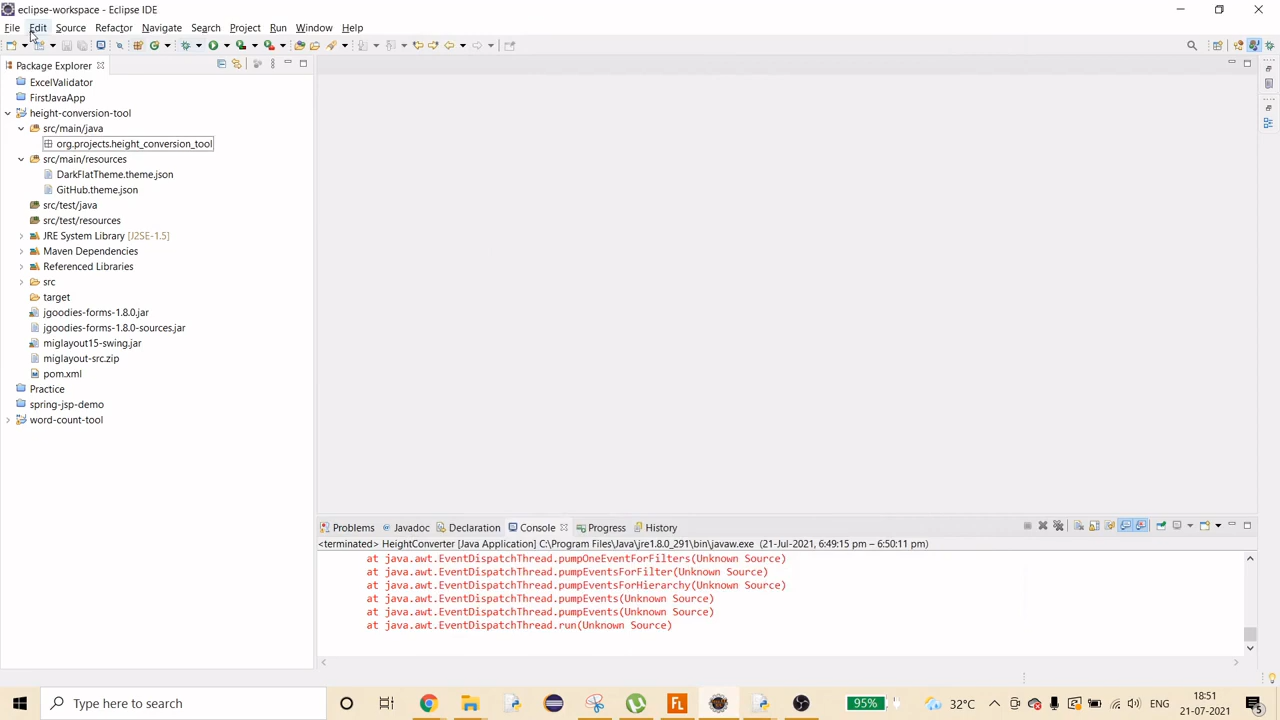 eclipse-workspace - Eclipse IDE
File Edit Source Refactor Navigate Search Project Run Window Help
Package Explorer
ExcelValidator
FirstJavaApp
height-conversion-tool
src/main/java
org.projects.height_conversion_tool
src/main/resources
DarkFlatTheme.theme.json
GitHub.theme.json
src/test/java
src/test/resources
JRE System Library [J2SE-1.5]
Maven Dependencies
Referenced Libraries
src
target
jgoodies-forms-1.8.0.jar
jgoodies-forms-1.8.0-sources.jar
miglayout15-swing.jar
miglayout-src.zip
pom.xml
Practice
spring-jsp-demo
word-count-tool
Problems Javadoc Declaration Console Progress History
<terminated> HeightConverter [Java Application] C:\Program Files\Java\jre1.8.0_291\bin\javaw.exe (21-Jul-2021, 6:49:15 pm – 6:50:11 pm)
at java.awt.EventDispatchThread.pumpOneEventForFilters(Unknown Source)
at java.awt.EventDispatchThread.pumpEventsForFilter(Unknown Source)
at java.awt.EventDispatchThread.pumpEventsForHierarchy(Unknown Source)
at java.awt.EventDispatchThread.pumpEvents(Unknown Source)
at java.awt.EventDispatchThread.pumpEvents(Unknown Source)
at java.awt.EventDispatchThread.run(Unknown Source)
Type here to search
FL
95%
32°C
ENG
18:51
21-07-2021
5